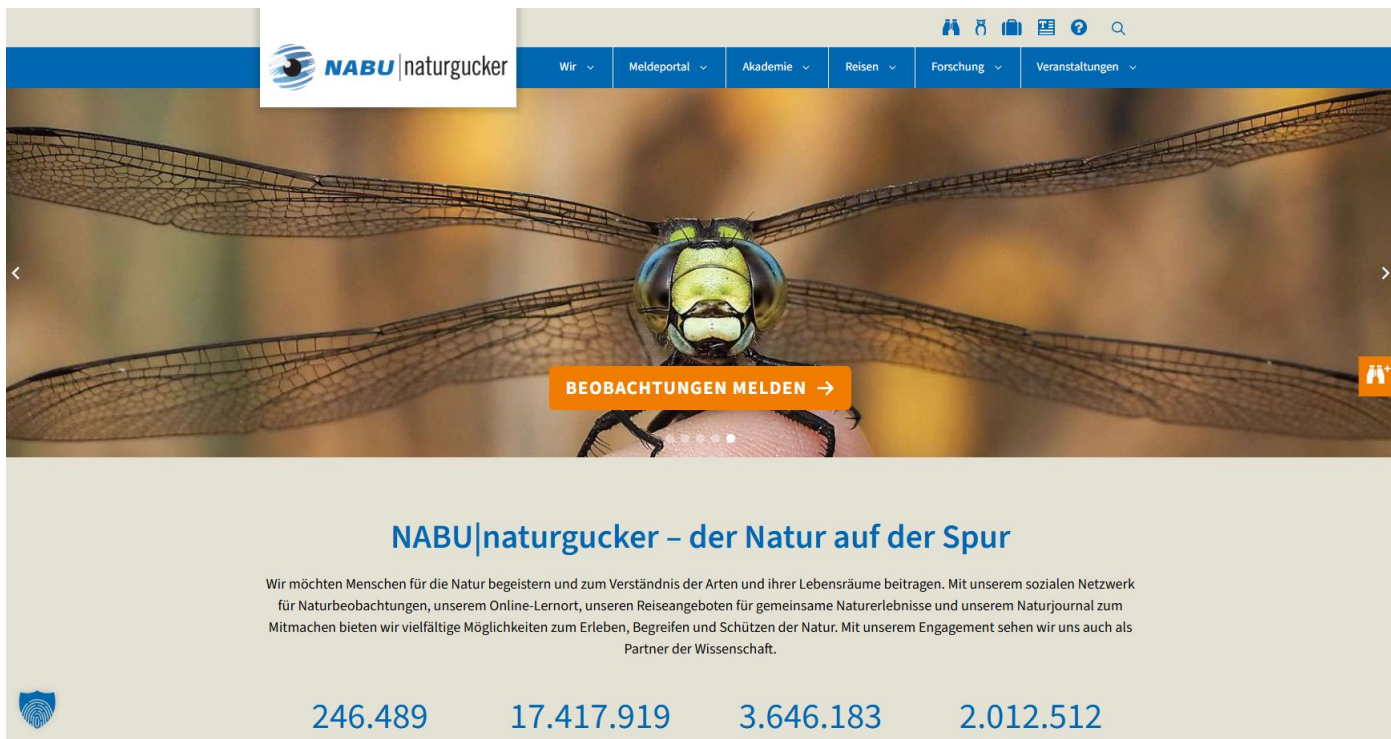 NABU|naturgucker
Wir
Meldeportal
Akademie
Reisen
Forschung
Veranstaltungen
BEOBACHTUNGEN MELDEN
NABU|naturgucker – der Natur auf der Spur
Wir möchten Menschen für die Natur begeistern und zum Verständnis der Arten und ihrer Lebensräume beitragen. Mit unserem sozialen Netzwerk
für Naturbeobachtungen, unserem Online-Lernort, unseren Reiseangeboten für gemeinsame Naturerlebnisse und unserem Naturjournal zum
Mitmachen bieten wir vielfältige Möglichkeiten zum Erleben, Begreifen und Schützen der Natur. Mit unserem Engagement sehen wir uns auch als
Partner der Wissenschaft.
246.489
17.417.919
3.646.183
2.012.512